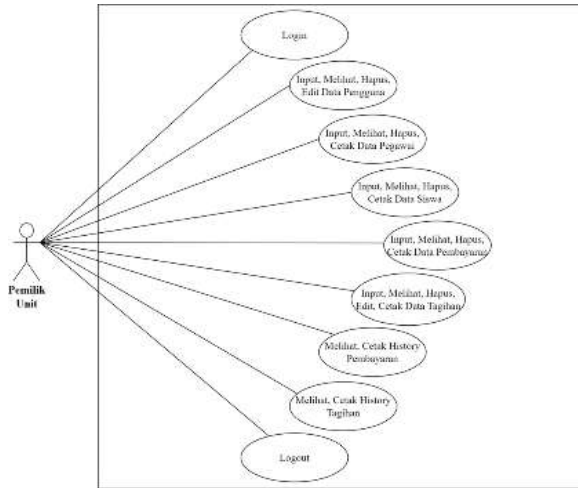 Login
Input, Melihat, Hapus,
Edit Data Pengguna
Input, Melihat, Hapus,
Cetak Data Pegawai
Input, Melihat, Hapus,
Cetak Data Siswa
Input, Melihat, Hapus,
Cetak Data Pembayaran
Input, Melihat, Hapus,
Edit, Cetak Data Tagihan
Melihat, Cetak History
Pembayaran
Melihat, Cetak History
Tagihan
Logout
Pemilik
Unit